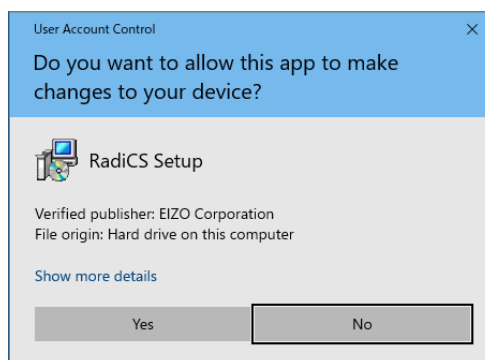 User Account Control
Do you want to allow this app to make
changes to your device?
RadiCS Setup
Verified publisher: EIZO Corporation
File origin: Hard drive on this computer
Show more details
Yes
No